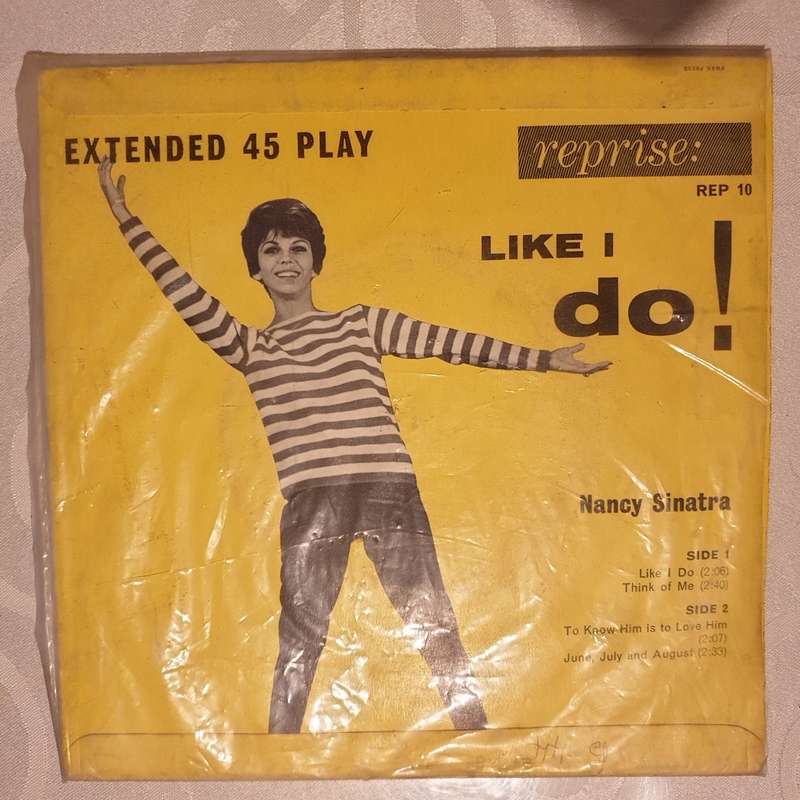 EXTENDED 45 PLAY
reprise:
REP 10
LIKE I
do!
Nancy Sinatra
SIDE 1
Like I Do (2:06)
Think of Me (2:40)
SIDE 2
To Know Him is to Love Him
(2:07)
June, July and August (2:33)